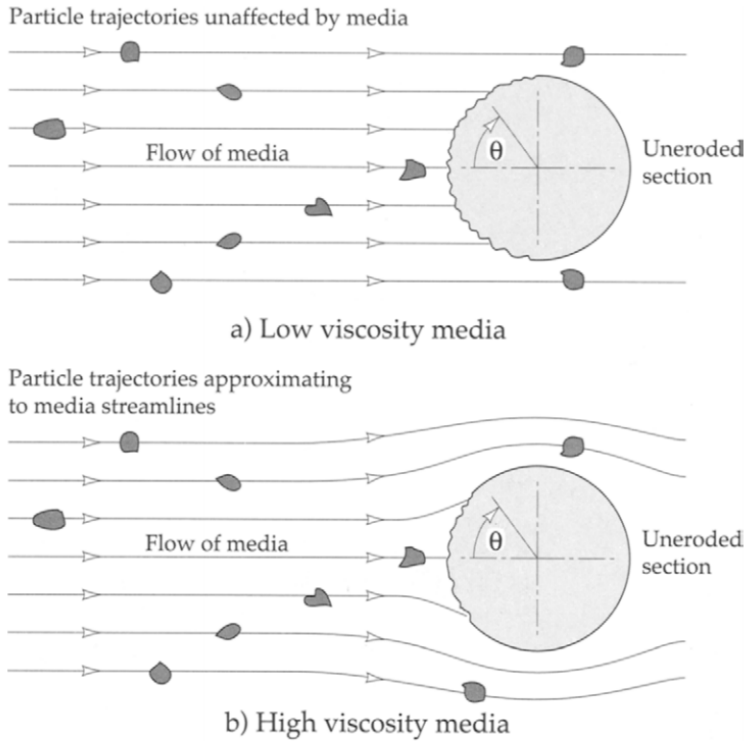 Particle trajectories unaffected by media
Flow of media
θ
Uneroded
section
a) Low viscosity media
Particle trajectories approximating
to media streamlines
Flow of media
θ
Uneroded
section
b) High viscosity media